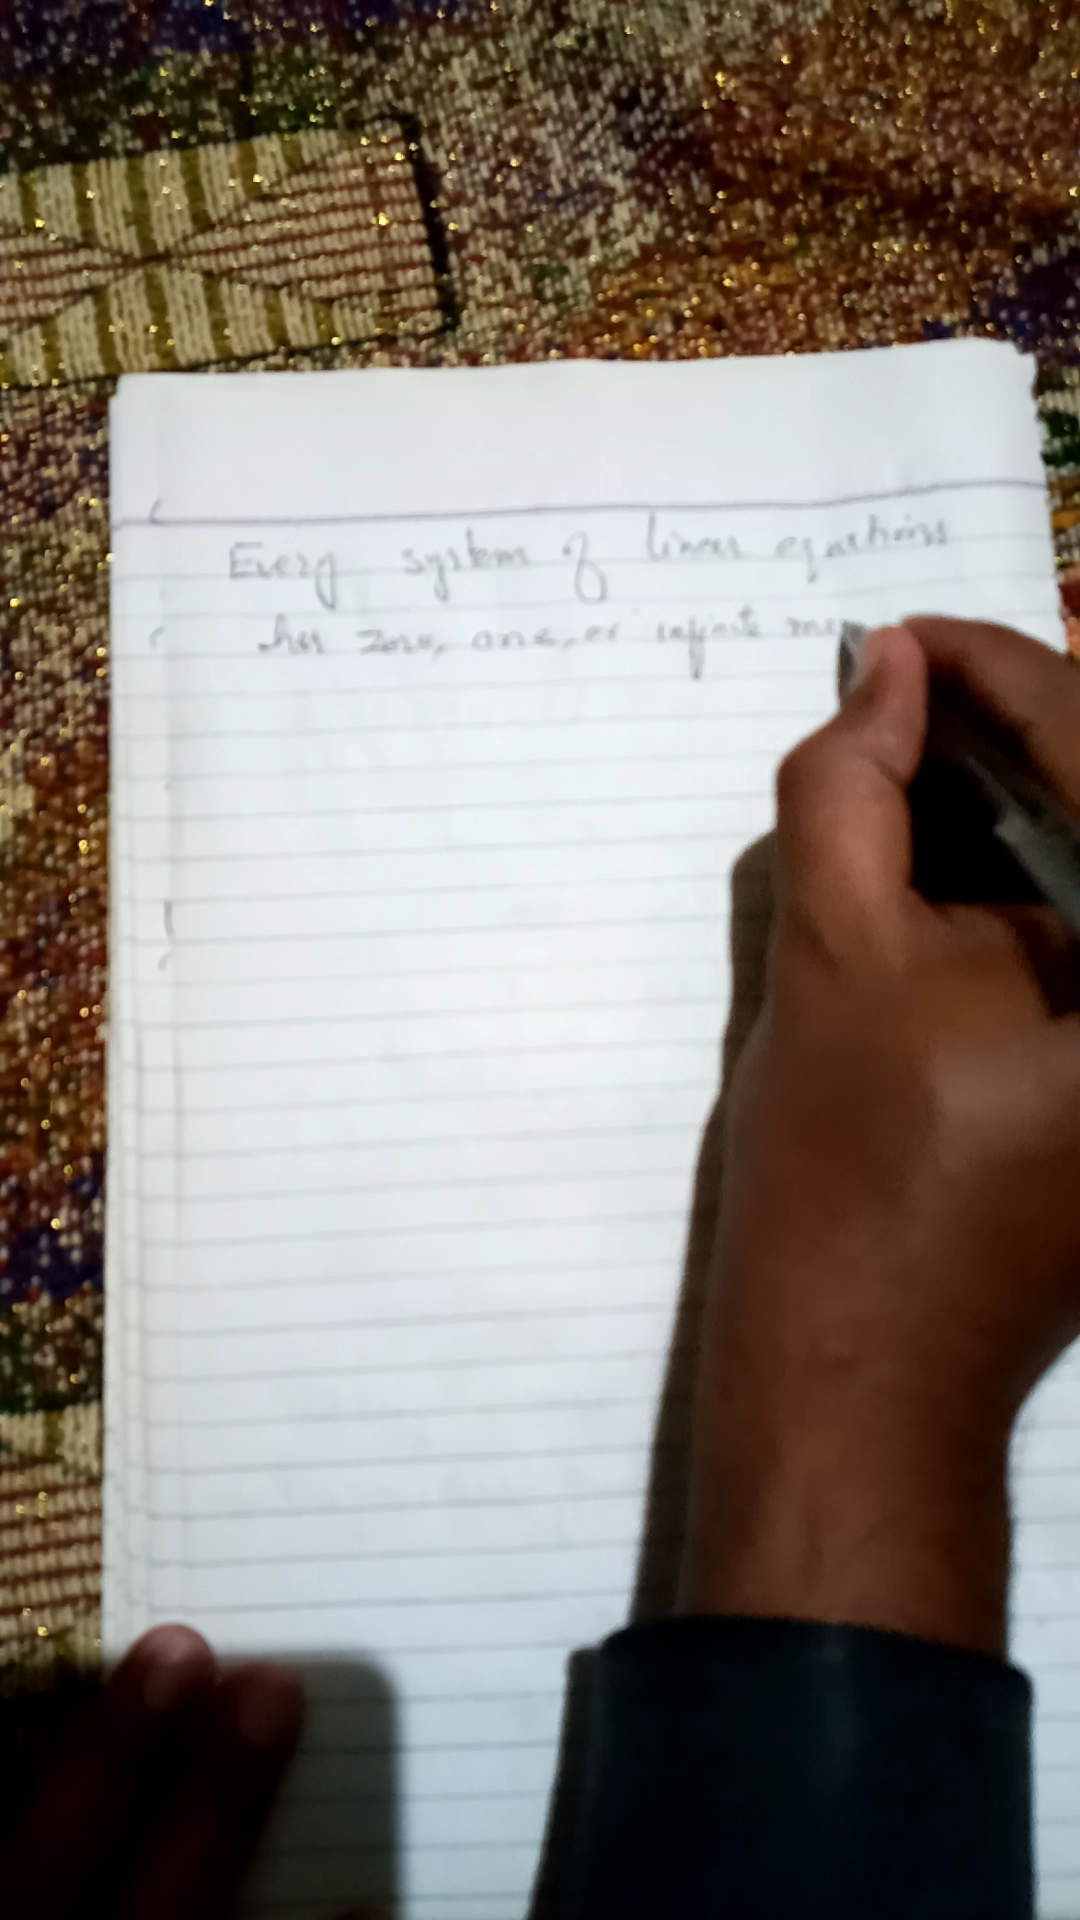 Every system of linear equations
has zero, one, or infinite